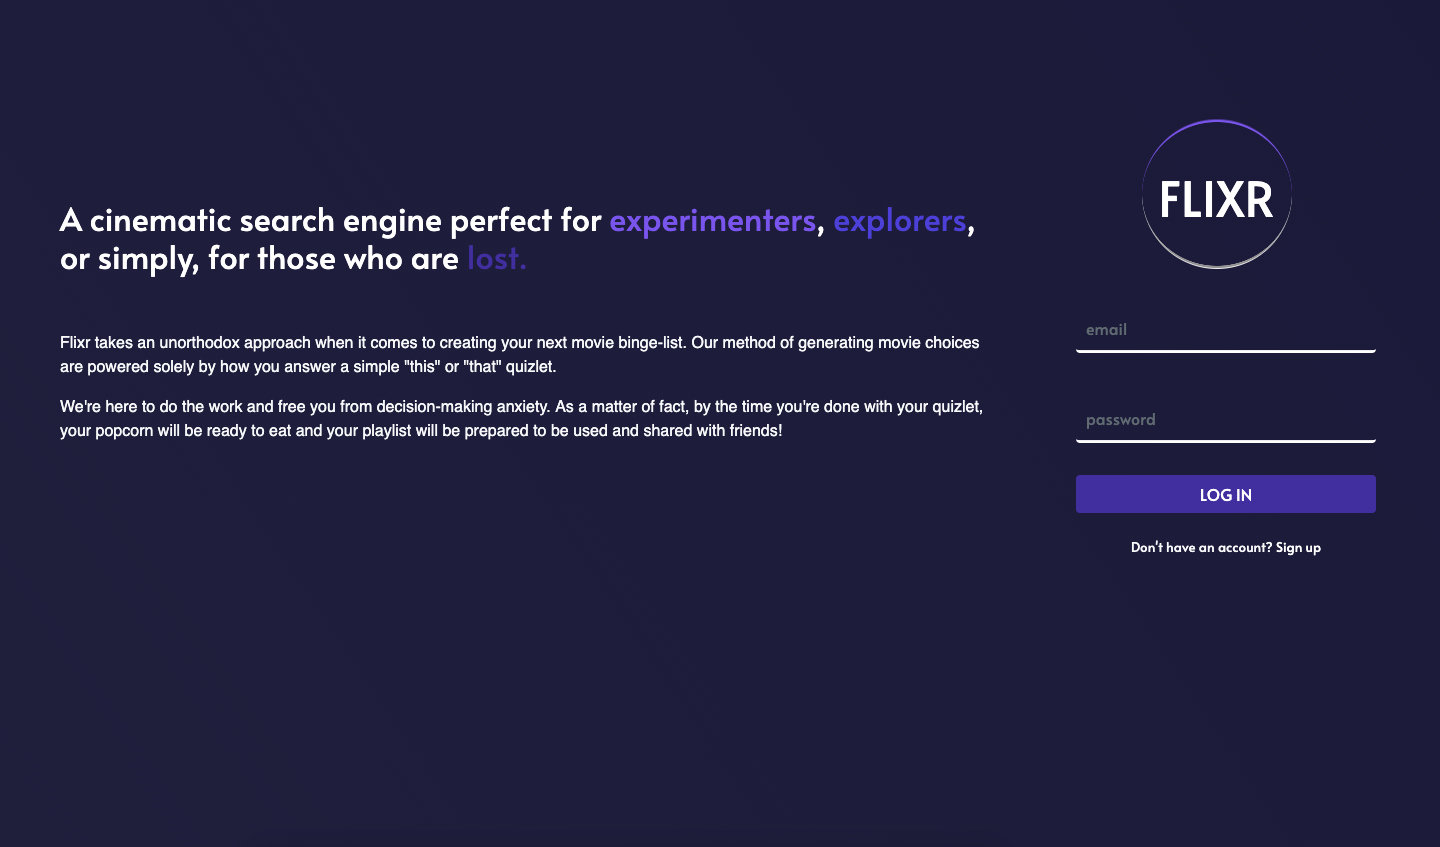 A cinematic search engine perfect for experimenters, explorers,
or simply, for those who are lost.
Flixr takes an unorthodox approach when it comes to creating your next movie binge-list. Our method of generating movie choices
are powered solely by how you answer a simple "this" or "that" quizlet.
We're here to do the work and free you from decision-making anxiety. As a matter of fact, by the time you're done with your quizlet,
your popcorn will be ready to eat and your playlist will be prepared to be used and shared with friends!
FLIXR
email
password
LOG IN
Don't have an account? Sign up